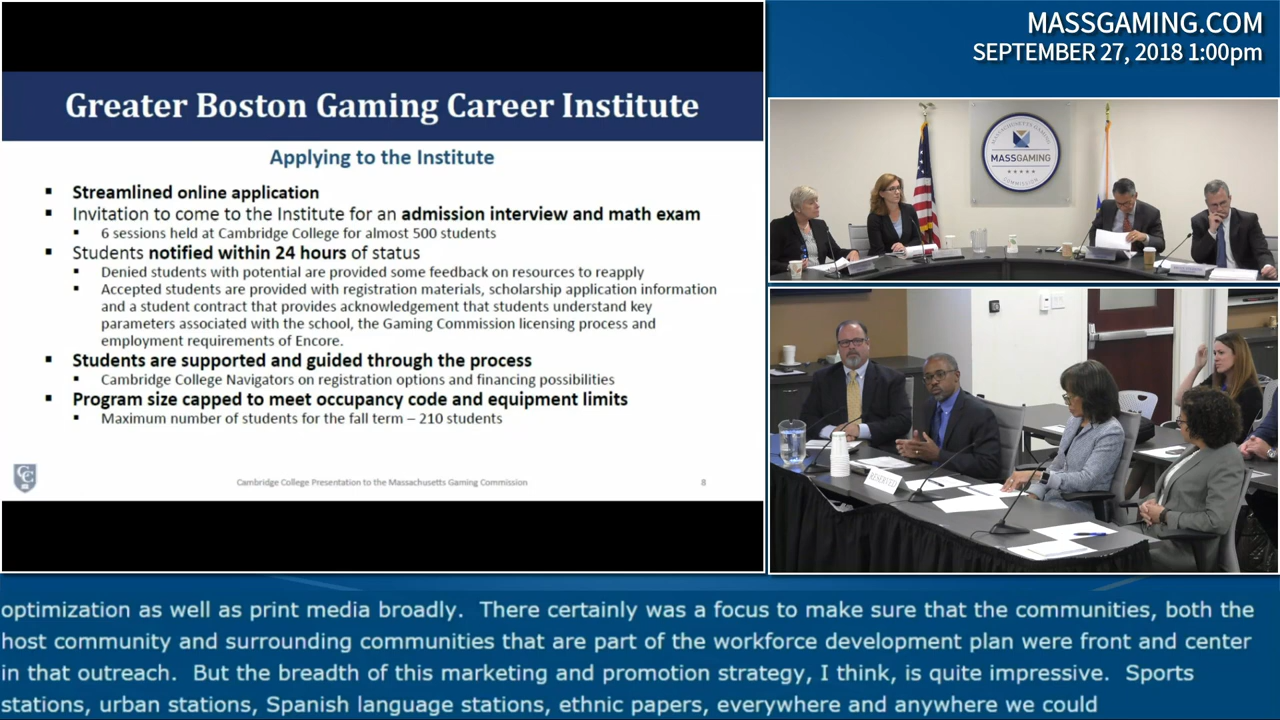 MASSGAMING.COM
SEPTEMBER 27, 2018 1:00pm
Greater Boston Gaming Career Institute
Applying to the Institute
▪ Streamlined online application
▪ Invitation to come to the Institute for an admission interview and math exam
▪ 6 sessions held at Cambridge College for almost 500 students
▪ Students notified within 24 hours of status
▪ Denied students with potential are provided some feedback on resources to reapply
▪ Accepted students are provided with registration materials, scholarship application information
and a student contract that provides acknowledgement that students understand key
parameters associated with the school, the Gaming Commission licensing process and
employment requirements of Encore.
▪ Students are supported and guided through the process
▪ Cambridge College Navigators on registration options and financing possibilities
▪ Program size capped to meet occupancy code and equipment limits
▪ Maximum number of students for the fall term – 210 students
CC
Cambridge College Presentation to the Massachusetts Gaming Commission
8
MASSACHUSETTS GAMING
MASSGAMING
COMMISSION
RESERVED
optimization as well as print media broadly. There certainly was a focus to make sure that the communities, both the
host community and surrounding communities that are part of the workforce development plan were front and center
in that outreach. But the breadth of this marketing and promotion strategy, I think, is quite impressive. Sports
stations, urban stations, Spanish language stations, ethnic papers, everywhere and anywhere we could